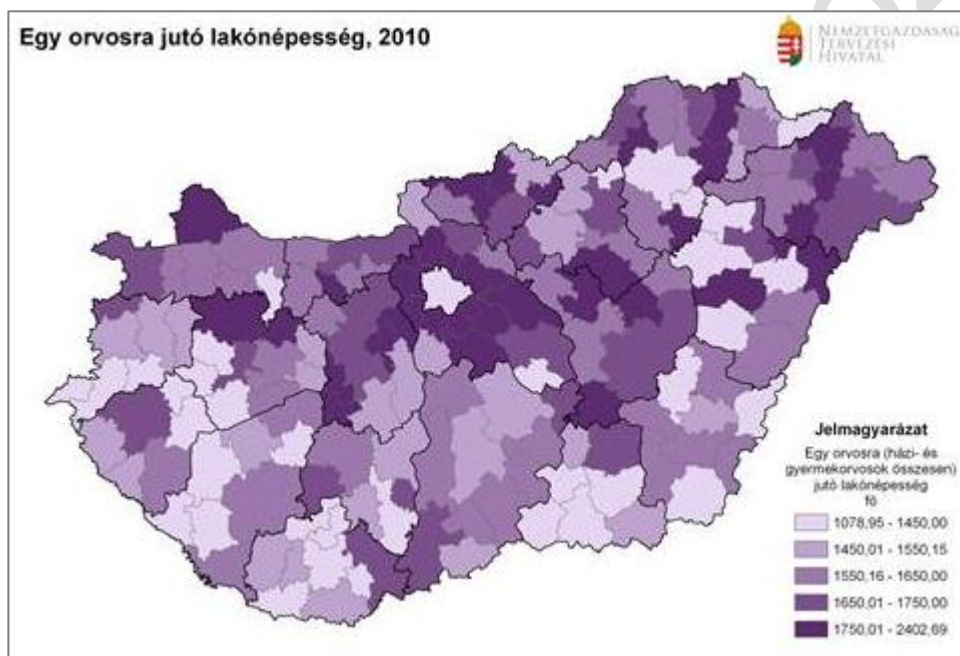 Egy orvosra jutó lakónépesség, 2010
NEMZETGAZDASÁGI
TERVEZÉSI
HIVATAL
Jelmagyarázat
Egy orvosra (házi- és
gyermekorvosok összesen)
jutó lakónépesség
fő
1078,95 - 1450,00
1450,01 - 1550,15
1550,16 - 1650,00
1650,01 - 1750,00
1750,01 - 2402,69